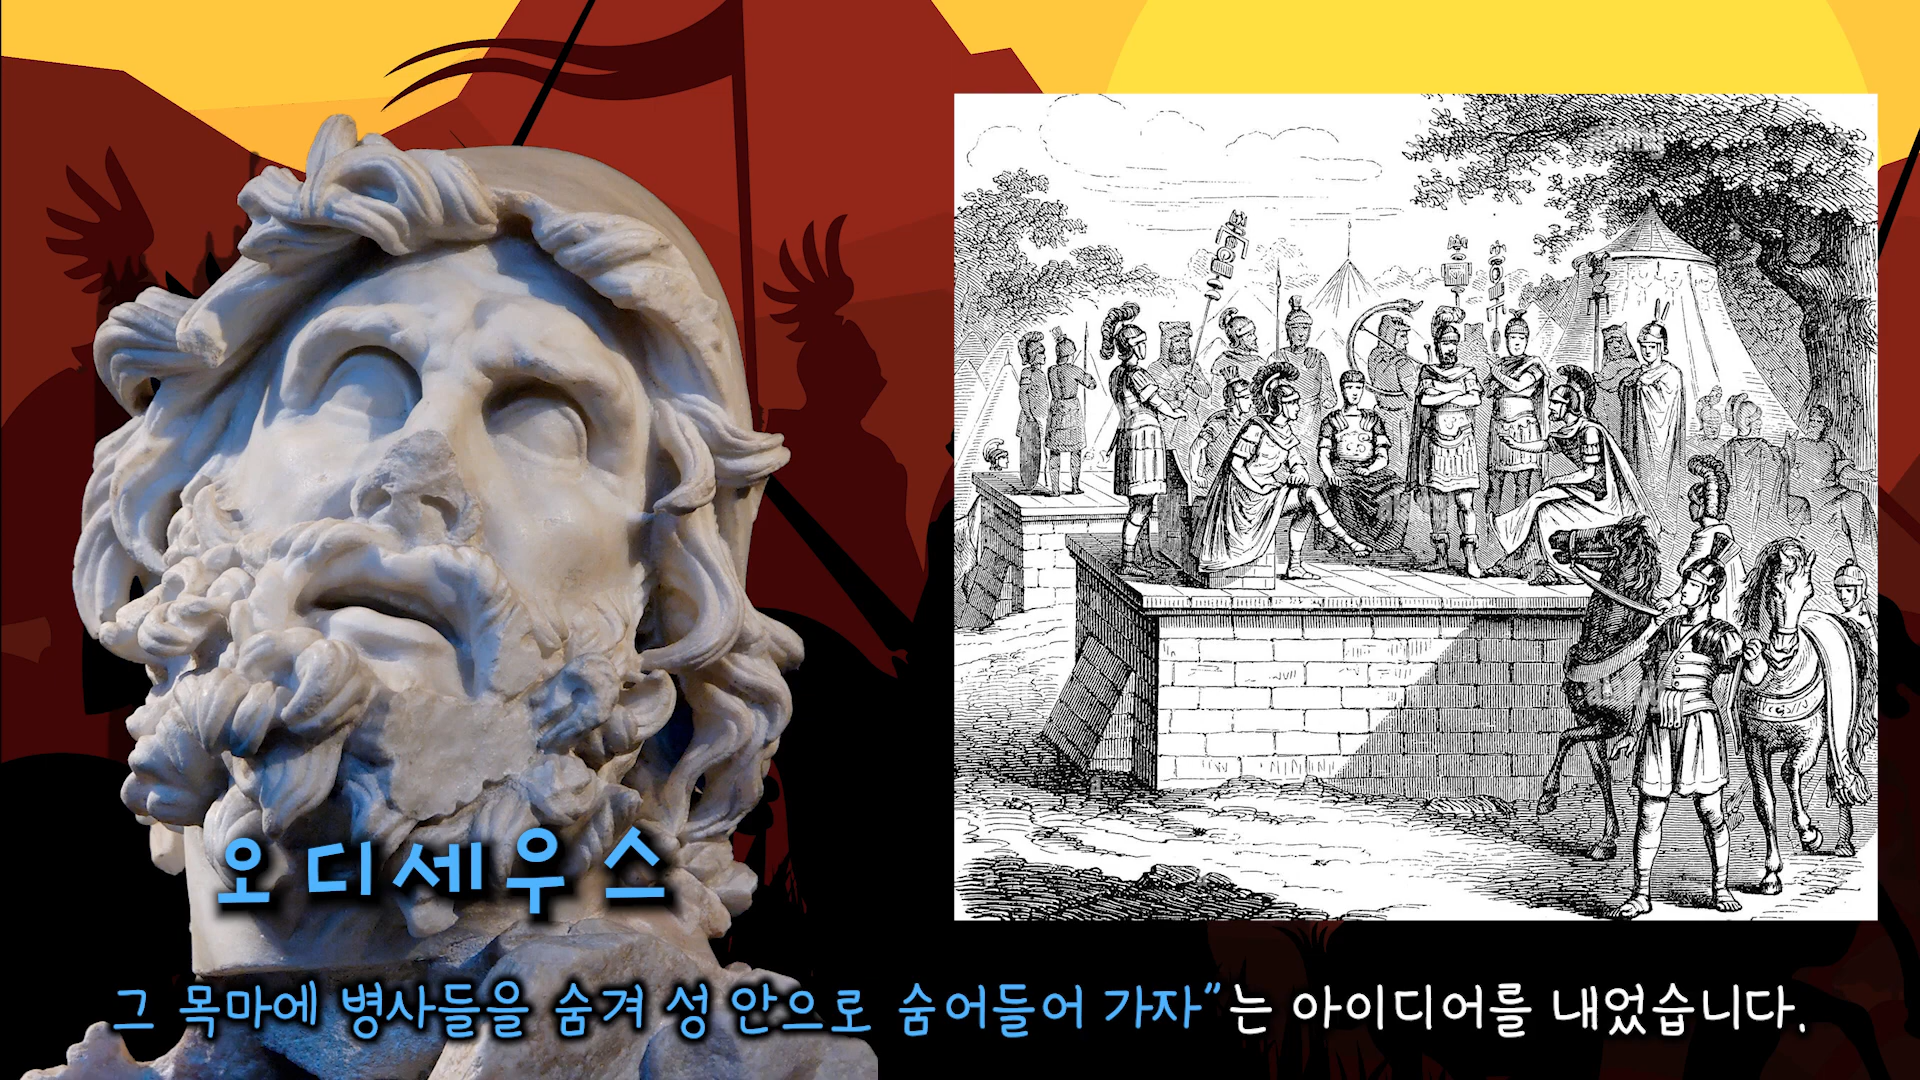 오디세우스
그 목마에 병사들을 숨겨 성 안으로 숨어들어 가자”는 아이디어를 내었습니다.